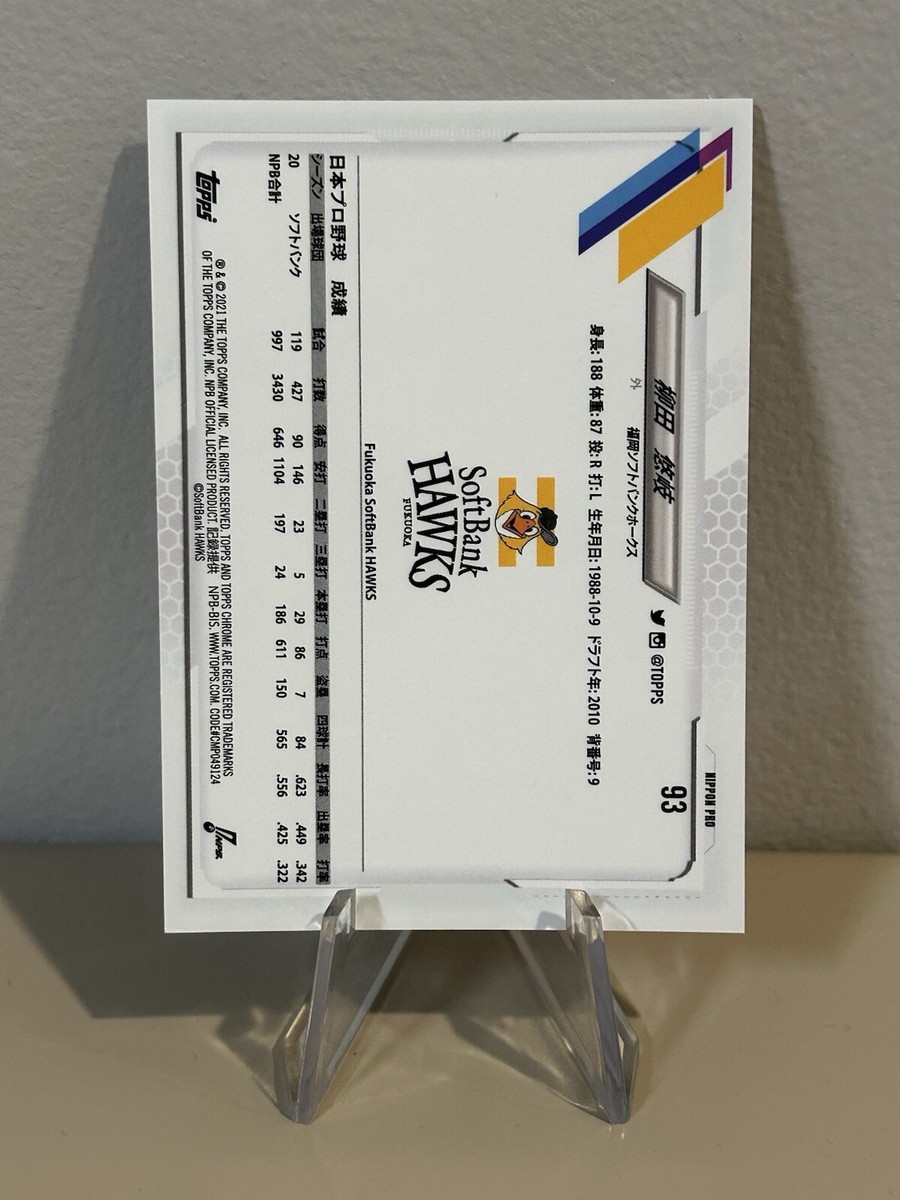 NIPPON PRO
93
柳田 悠岐
@TOPPS
外
福岡ソフトバンクホークス
身長: 188 体重: 87 投: R 打: L 生年月日: 1988-10-9 ドラフト年: 2010 背番号: 9
SoftBank
HAWKS
FUKUOKA
Fukuoka SoftBank HAWKS
日本プロ野球 成績
シーズン 出場球団 試合 打数 得点 安打 二塁打 三塁打 本塁打 打点 盗塁 四球計 長打率 出塁率 打率
20 ソフトバンク 119 427 90 146 23 5 29 86 7 84 .623 .449 .342
NPB合計 997 3430 646 1104 197 24 186 611 150 565 .556 .425 .322
topps
® & © 2021 THE TOPPS COMPANY, INC. ALL RIGHTS RESERVED. TOPPS AND TOPPS CHROME ARE REGISTERED TRADEMARKS
OF THE TOPPS COMPANY, INC. NPB OFFICIAL LICENSED PRODUCT. 記録提供 NPB-BIS. WWW.TOPPS.COM. CODE#CMP049124
©SoftBank HAWKS
NPB